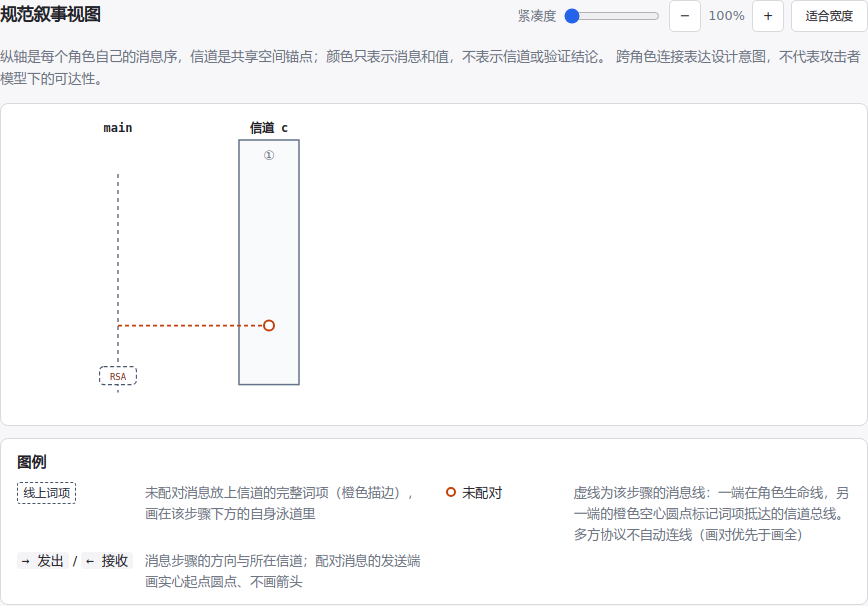 规范叙事视图
紧凑度 − 100% + 适合宽度
纵轴是每个角色自己的消息序，信道是共享空间锚点；颜色只表示消息和值，不表示信道或验证结论。 跨角色连接表达设计意图，不代表攻击者
模型下的可达性。
main 信道 c
①
RSA
图例
线上词项
未配对消息放上信道的完整词项（橙色描边），
画在该步骤下方的自身泳道里
未配对
虚线为该步骤的消息线：一端在角色生命线，另
一端的橙色空心圆点标记词项抵达的信道总线。
多方协议不自动连线（画对优先于画全）
→ 发出 / ← 接收
消息步骤的方向与所在信道；配对消息的发送端
画实心起点圆点、不画箭头